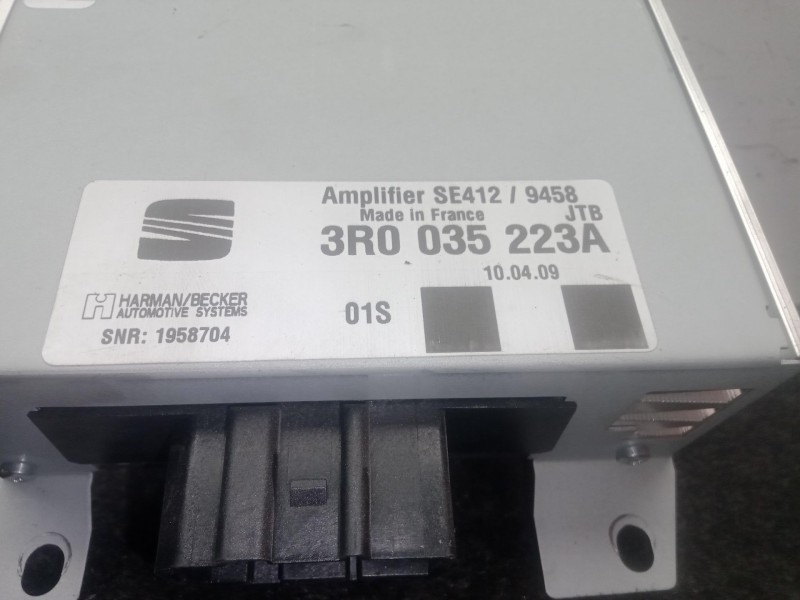 Amplifier SE412 / 9458
Made in France JTB
3R0 035 223A
10.04.09
HARMAN/BECKER
AUTOMOTIVE SYSTEMS
01S
SNR: 1958704